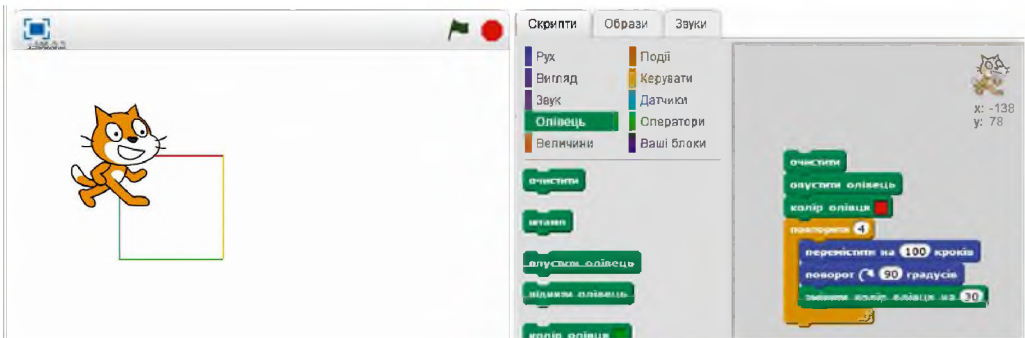 Скрипти
Образи
Звуки
Рух
Події
Вигляд
Керувати
Звук
Датчики
Олівець
Оператори
Величини
Ваші блоки
очистити
штамп
опустити олівець
підняти олівець
колір олівця
x: -138
y: 78
очистити
опустити олівець
колір олівця
повторити 4
перемістити на 100 кроків
поворот 90 градусів
змінити колір олівця на 30